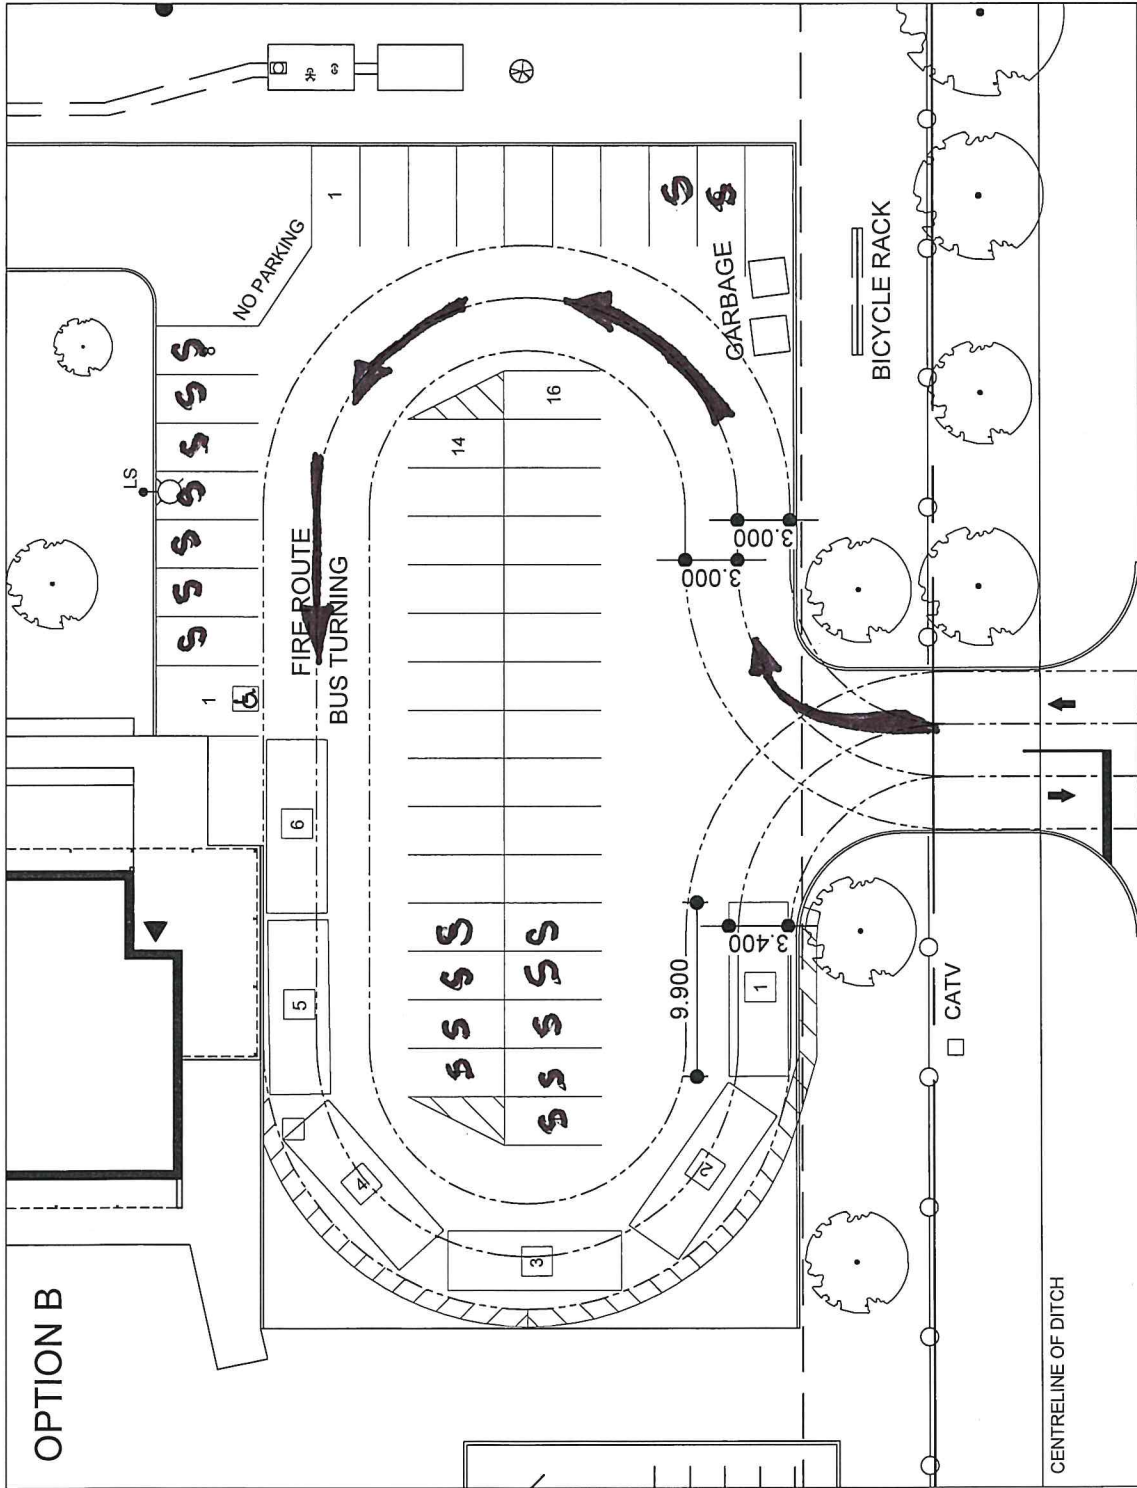 OPTION B
LS
1
S S S S S S S
NO PARKING
FIRE ROUTE
BUS TURNING
1
6
5
4
3
2
1
S S S S
14
S S S S S
16
S
S
GARBAGE
9.900
3.400
3.000
3.000
BICYCLE RACK
CATV
CENTRELINE OF DITCH